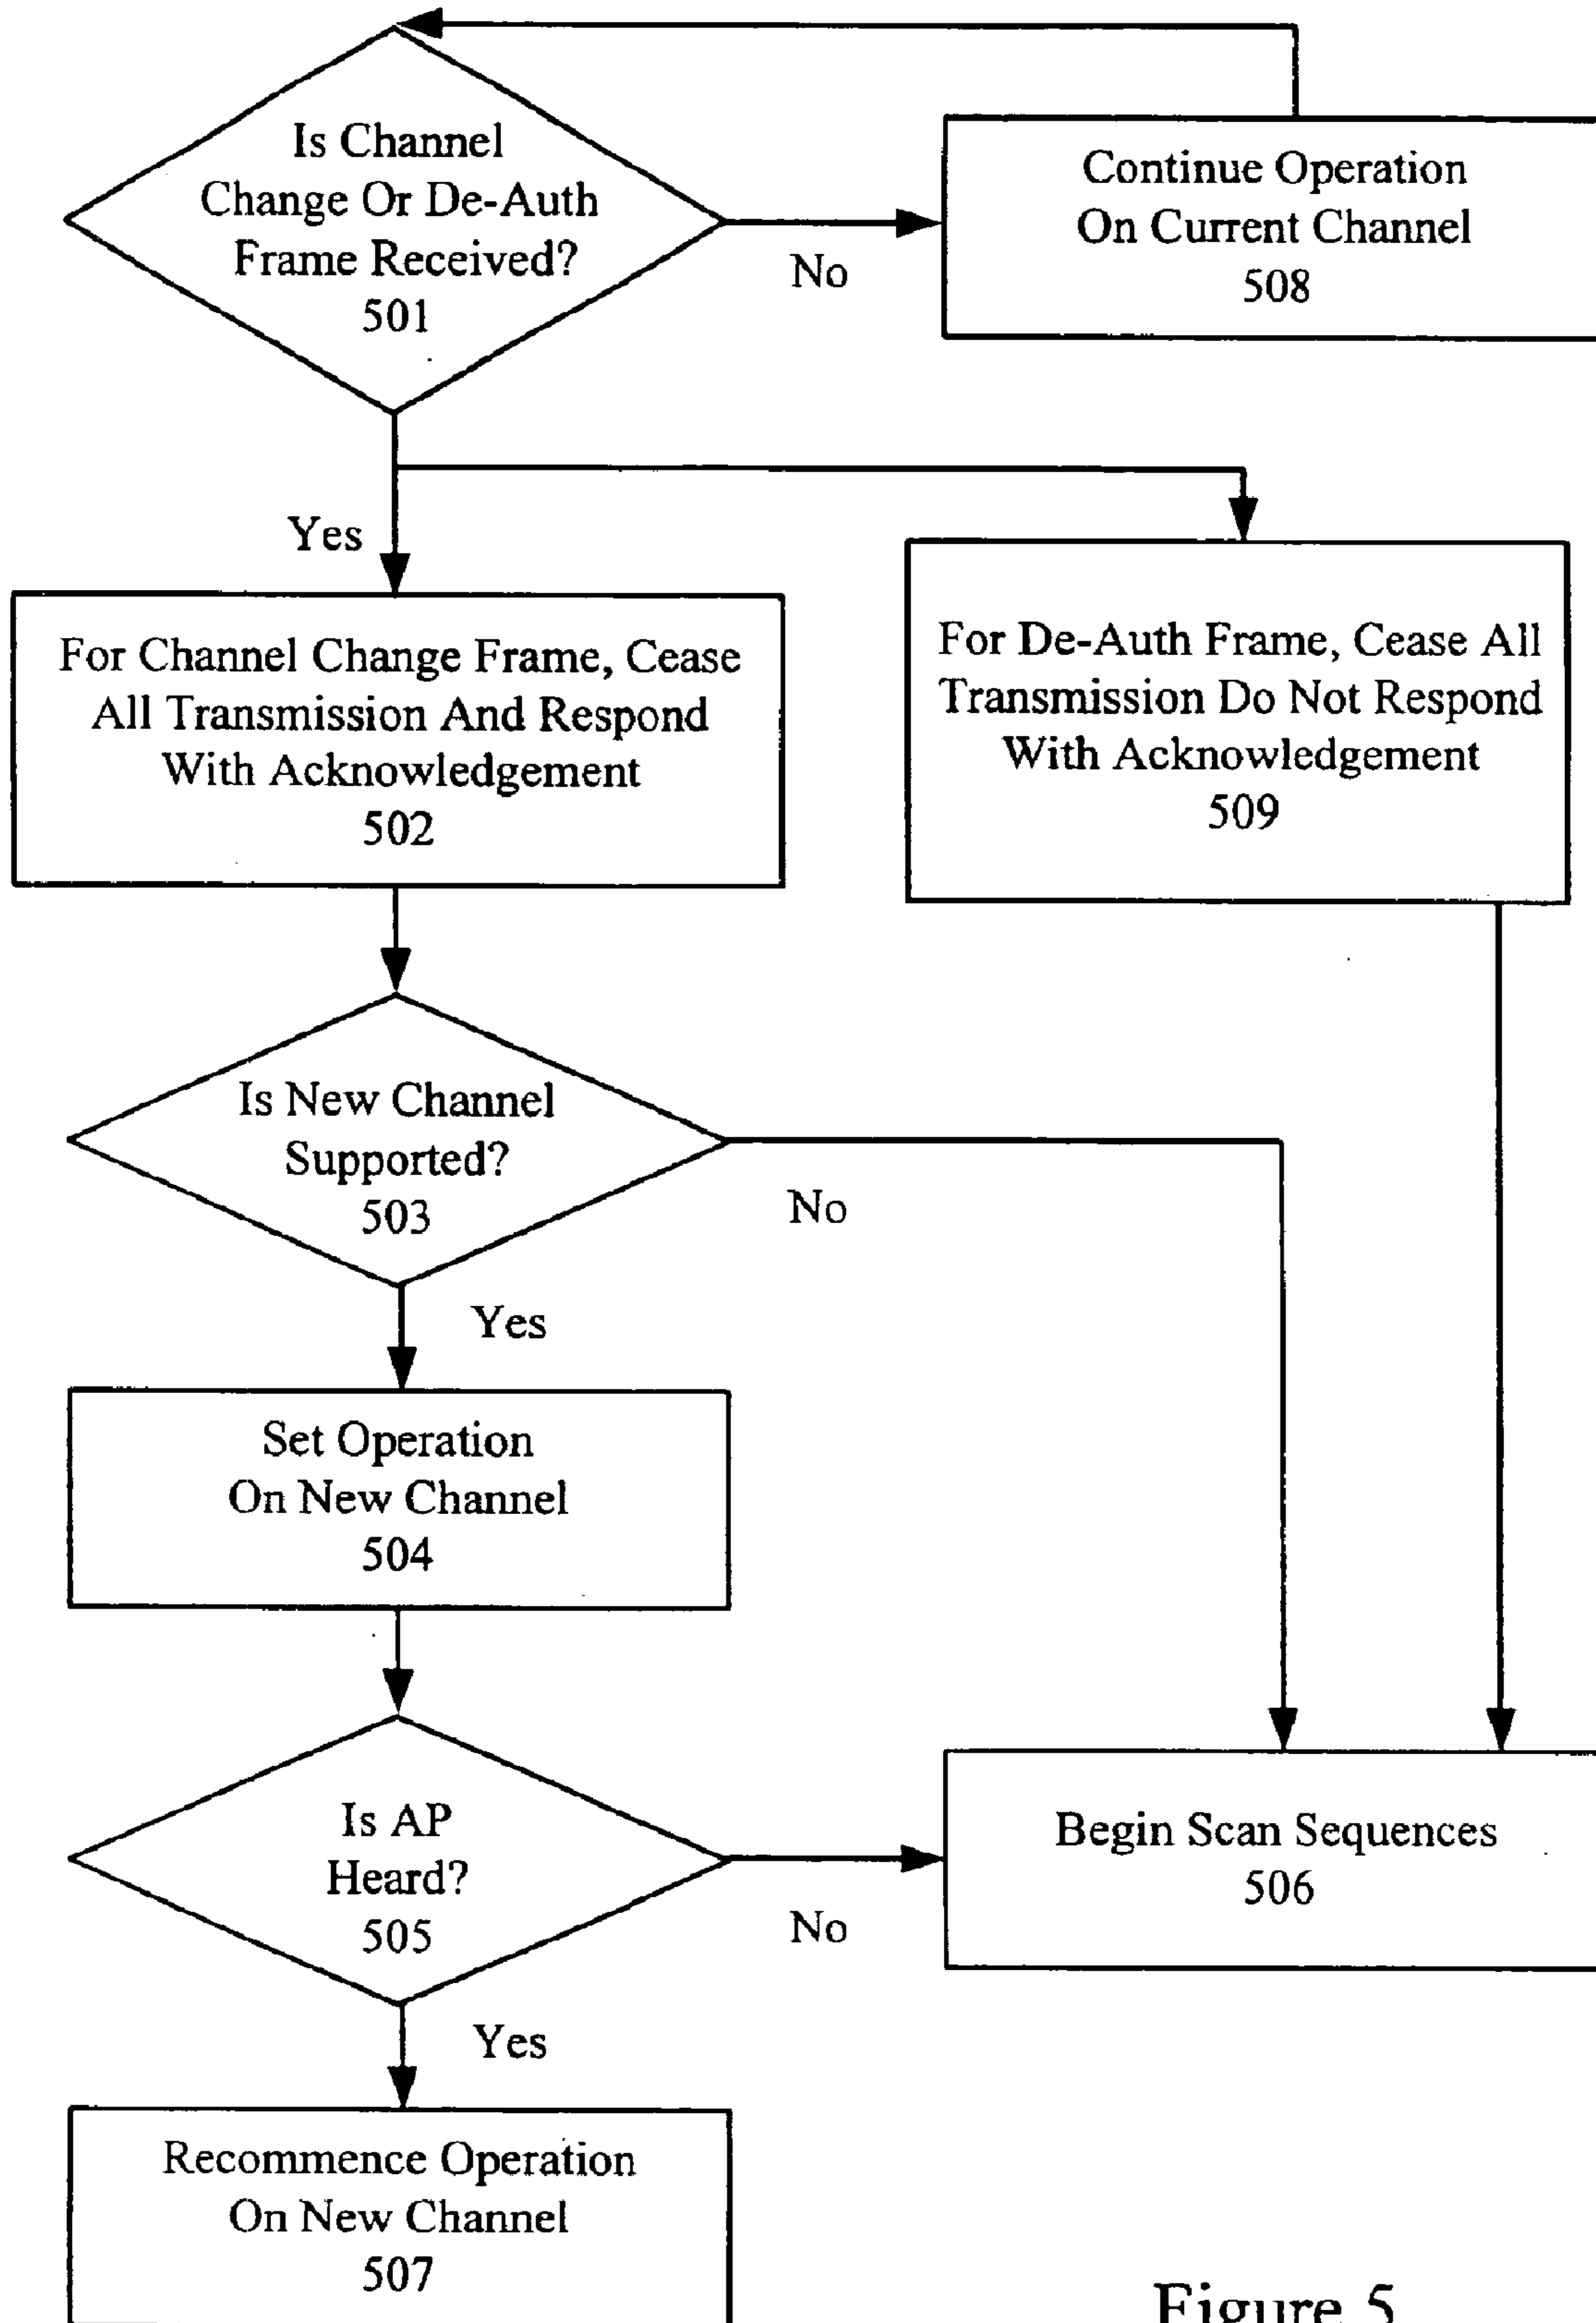 Is Channel
Change Or De-Auth
Frame Received?
501
No
Continue Operation
On Current Channel
508
Yes
For Channel Change Frame, Cease
All Transmission And Respond
With Acknowledgement
502
For De-Auth Frame, Cease All
Transmission Do Not Respond
With Acknowledgement
509
Is New Channel
Supported?
503
No
Yes
Set Operation
On New Channel
504
Is AP
Heard?
505
No
Begin Scan Sequences
506
Yes
Recommence Operation
On New Channel
507
Figure 5